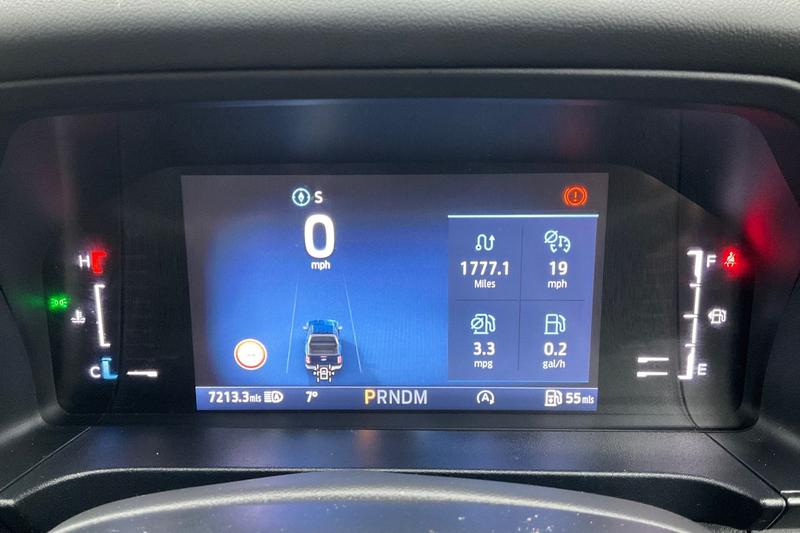 S
0
mph
H
C
1777.1
Miles
19
mph
3.3
mpg
0.2
gal/h
F
E
7213.3mls
7°
PRNDM
A
55mls